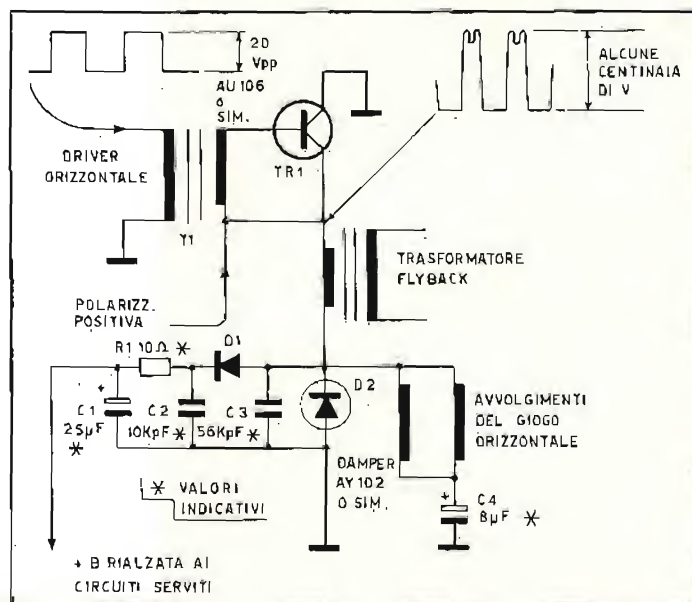 20
Vpp
AU 106
O
SIM.
ALCUNE
CENTINAIA
DI V
DRIVER
ORIZZONTALE
TR1
T1
TRASFORMATORE
FLYBACK
POLARIZZ.
POSITIVA
R1 10Ω *
D1
D2
+
C1
25µF
*
C2
10KpF *
C3
56KpF *
AVVOLGIMENTI
DEL GIOGO
ORIZZONTALE
DAMPER
AY 102
O SIM.
* VALORI
INDICATIVI
+
C4
8µF *
+ B RIALZATA AI
CIRCUITI SERVITI